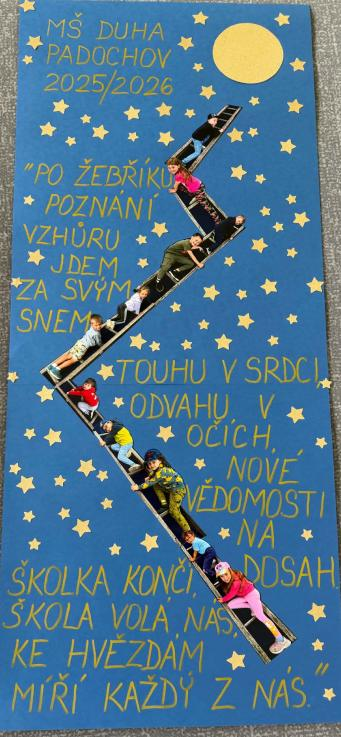 MŠ DUHA
PADOCHOV
2025/2026
"PO ŽEBŘÍKU
POZNÁNÍ
VZHŮRU
JDEM
ZA SVÝM
SNEM
TOUHU V SRDCI,
ODVAHU V
OČÍCH,
NOVÉ
VĚDOMOSTI
NA
DOSAH.
ŠKOLKA KONČÍ,
ŠKOLA VOLÁ NÁS,
KE HVĚZDÁM
MÍŘÍ KAŽDÝ Z NÁS."